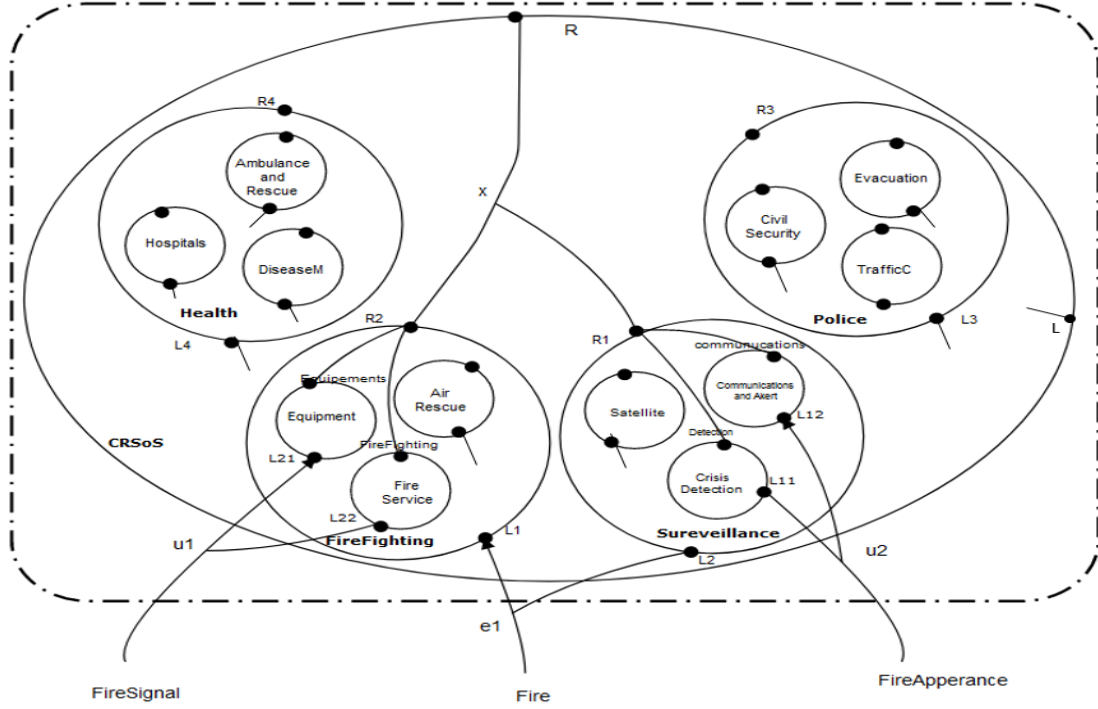 R
R4
R3
Ambulance
and
Rescue
Evacuation
x
Civil
Security
Hospitals
DiseaseM
TrafficC
Health
Police
L3
L
L4
R2
R1
communucations
Equipements
Air
Rescue
Communications
and Akert
Equipment
Satellite
L12
CRSoS
FireFighting
Detection
L21
Fire
Service
Crisis
Detection
L11
L22
FireFighting
L1
Sureveillance
L2
u1
u2
e1
FireSignal
Fire
FireApperance